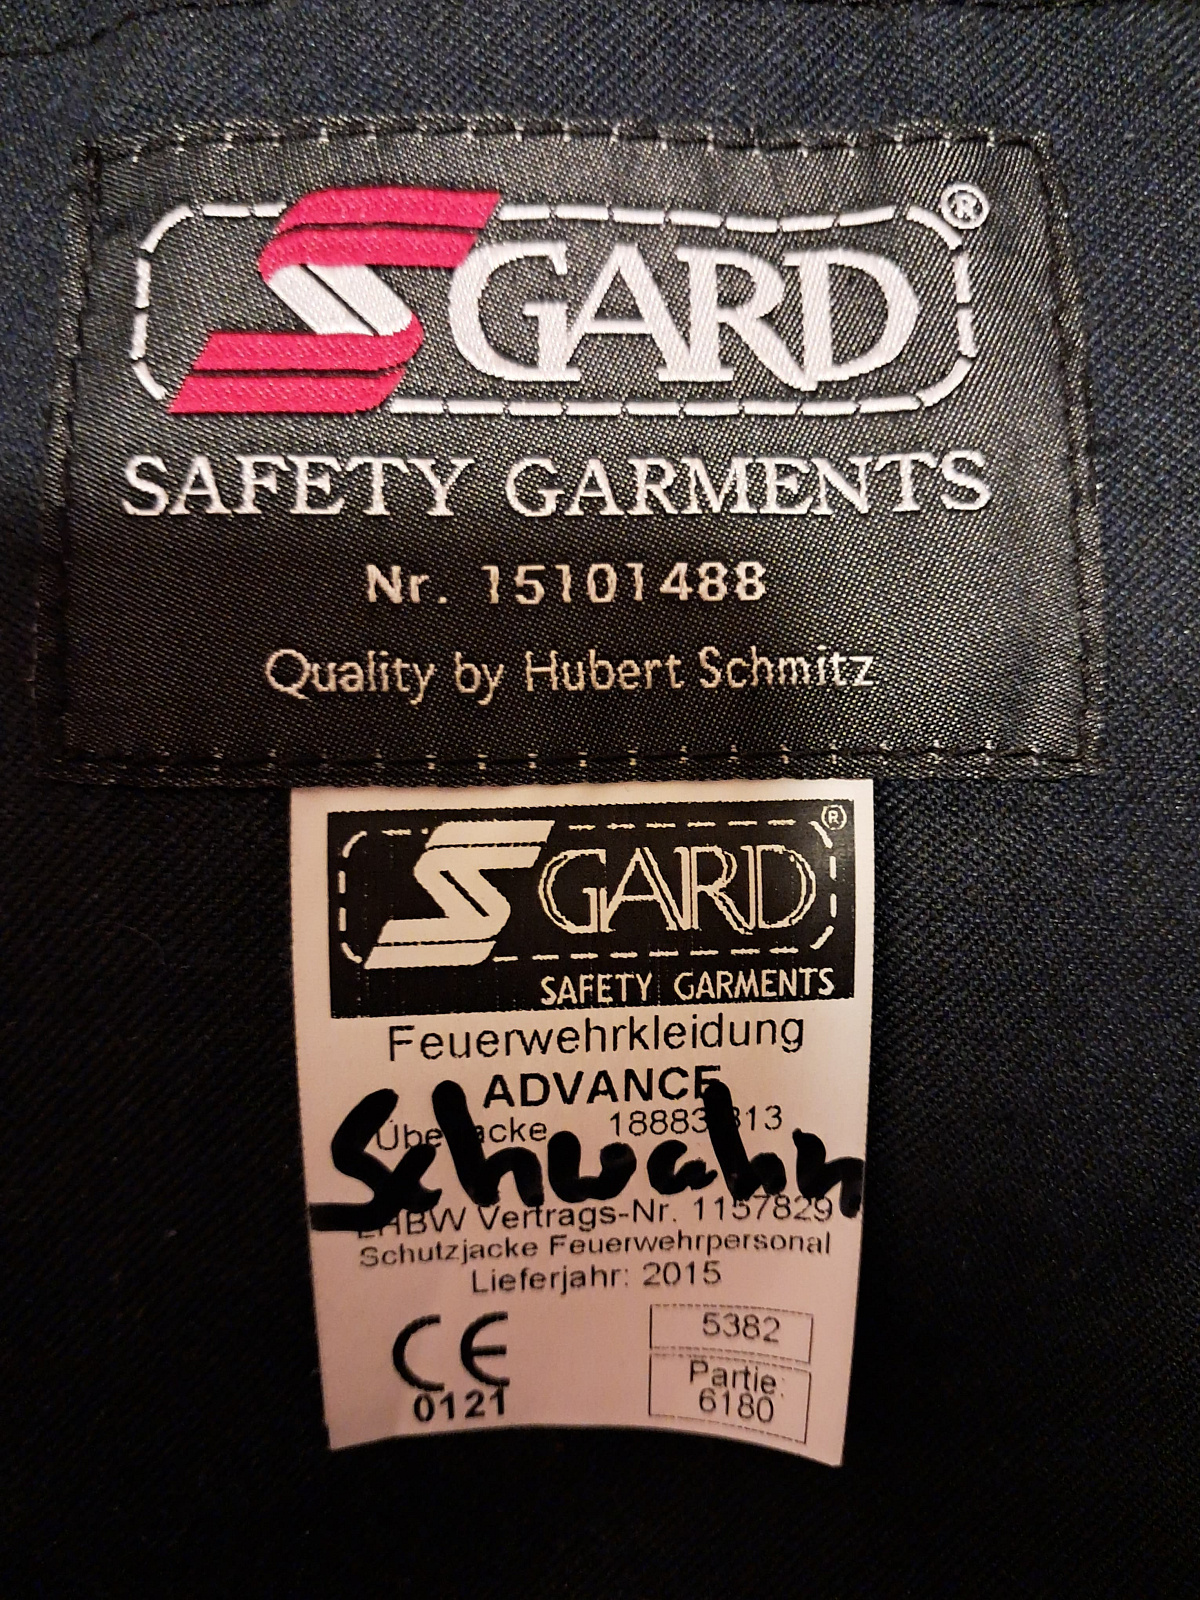 SGARD®
SAFETY GARMENTS
Nr. 15101488
Quality by Hubert Schmitz
SGARD®
SAFETY GARMENTS
Feuerwehrkleidung
ADVANCE
Schwahn
Vertrags-Nr. 1157829
Schutzjacke Feuerwehrpersonal
Lieferjahr: 2015
CE
0121
5382
Partie:
6180